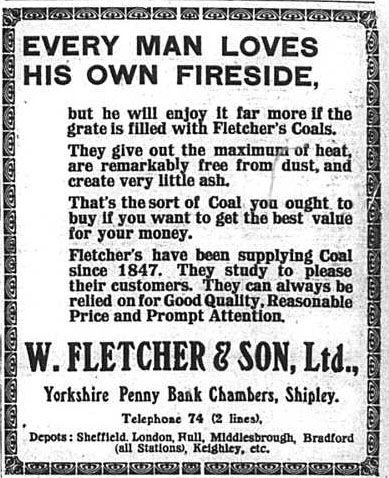 EVERY MAN LOVES
HIS OWN FIRESIDE,
but he will enjoy it far more if the
grate is filled with Fletcher's Coals.
They give out the maximum of heat,
are remarkably free from dust, and
create very little ash.
That's the sort of Coal you ought to
buy if you want to get the best value
for your money.
Fletcher's have been supplying Coal
since 1847. They study to please
their customers. They can always be
relied on for Good Quality, Reasonable
Price and Prompt Attention.
W. FLETCHER & SON, Ltd.,
Yorkshire Penny Bank Chambers, Shipley.
Telephone 74 (2 lines).
Depots: Sheffield. London, Hull, Middlesbrough, Bradford
(all Stations), Keighley, etc.